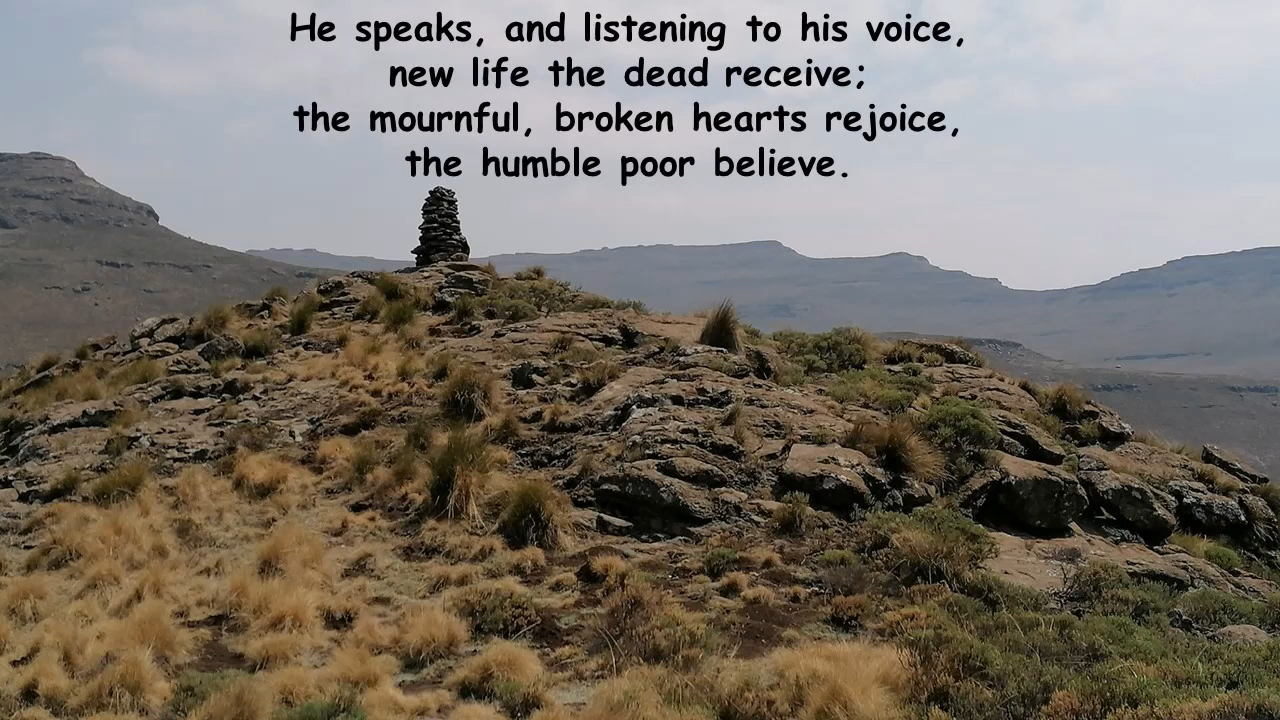 He speaks, and listening to his voice,
new life the dead receive;
the mournful, broken hearts rejoice,
the humble poor believe.